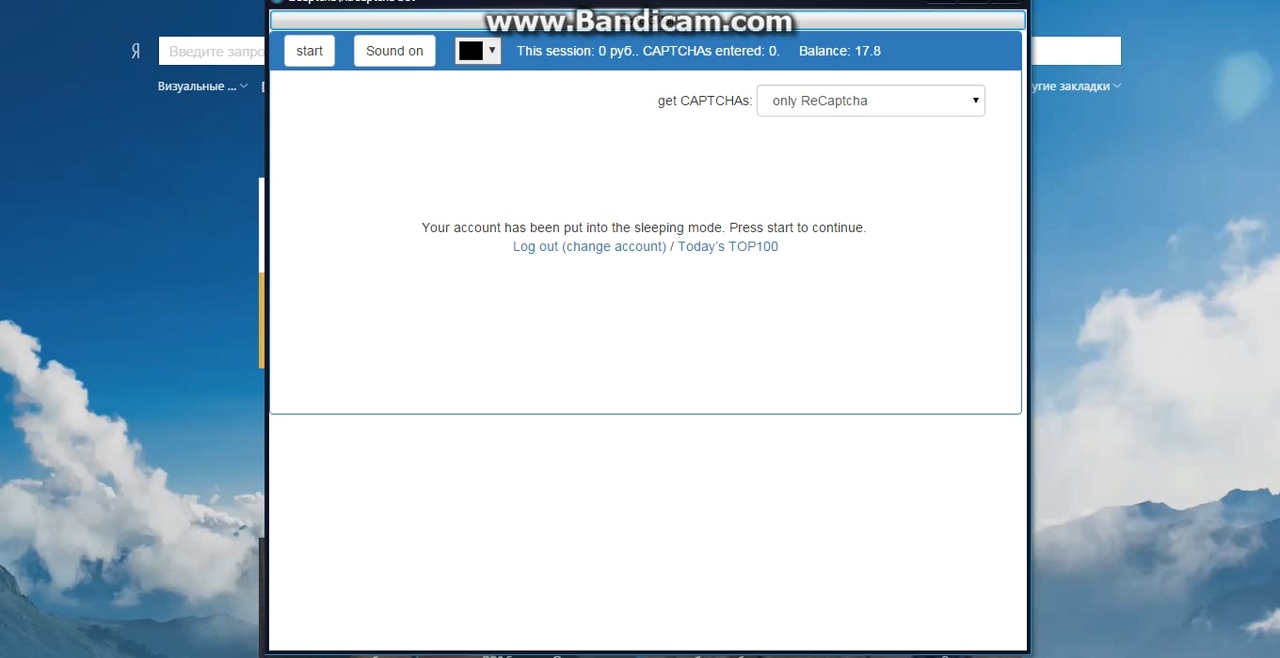 www.Bandicam.com
start
Sound on
This session: 0 руб.. CAPTCHAs entered: 0. Balance: 17.8
Я
Введите запро
Визуальные ...
угие закладки
get CAPTCHAs: only ReCaptcha
Your account has been put into the sleeping mode. Press start to continue.
Log out (change account) / Today's TOP100